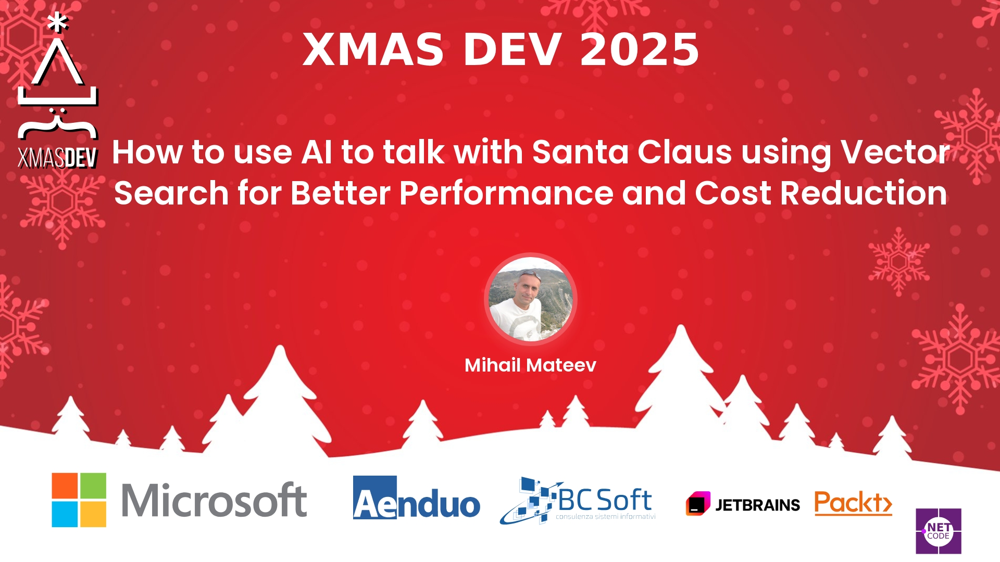 XMAS DEV 2025
XMASDEV
How to use AI to talk with Santa Claus using Vector
Search for Better Performance and Cost Reduction
Mihail Mateev
Microsoft
Aenduo
BC Soft
consulenza sistemi informativi
JETBRAINS
Packt>
.NET
CODE